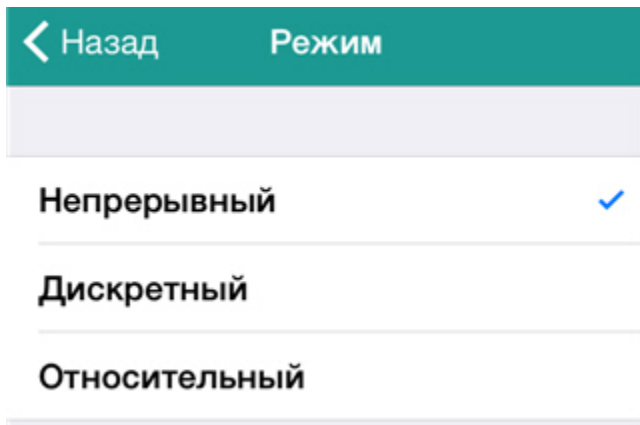 Назад Режим
Непрерывный
Дискретный
Относительный